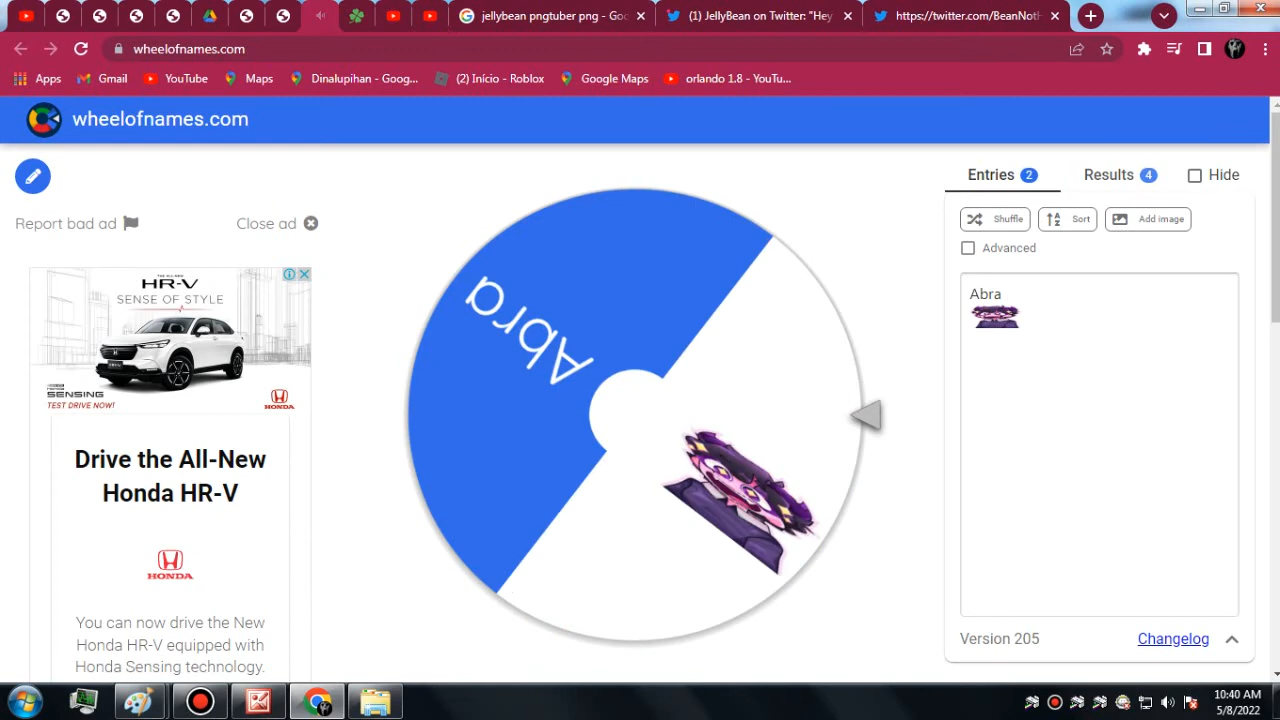 jellybean pngtuber png - Goo
(1) JellyBean on Twitter: "Hey
https://twitter.com/BeanNotH
wheelofnames.com
Apps
Gmail
YouTube
Maps
Dinalupihan - Goog...
(2) Início - Roblox
Google Maps
orlando 1.8 - YouTu...
wheelofnames.com
Entries 2
Results 4
Hide
Report bad ad
Close ad
Shuffle
Sort
Add image
Advanced
THE ALL-NEW
HR-V
SENSE OF STYLE
SENSING
TEST DRIVE NOW!
HONDA
Abra
Abra
Drive the All-New
Honda HR-V
HONDA
You can now drive the New
Honda HR-V equipped with
Honda Sensing technology.
Version 205
Changelog
10:40 AM
5/8/2022